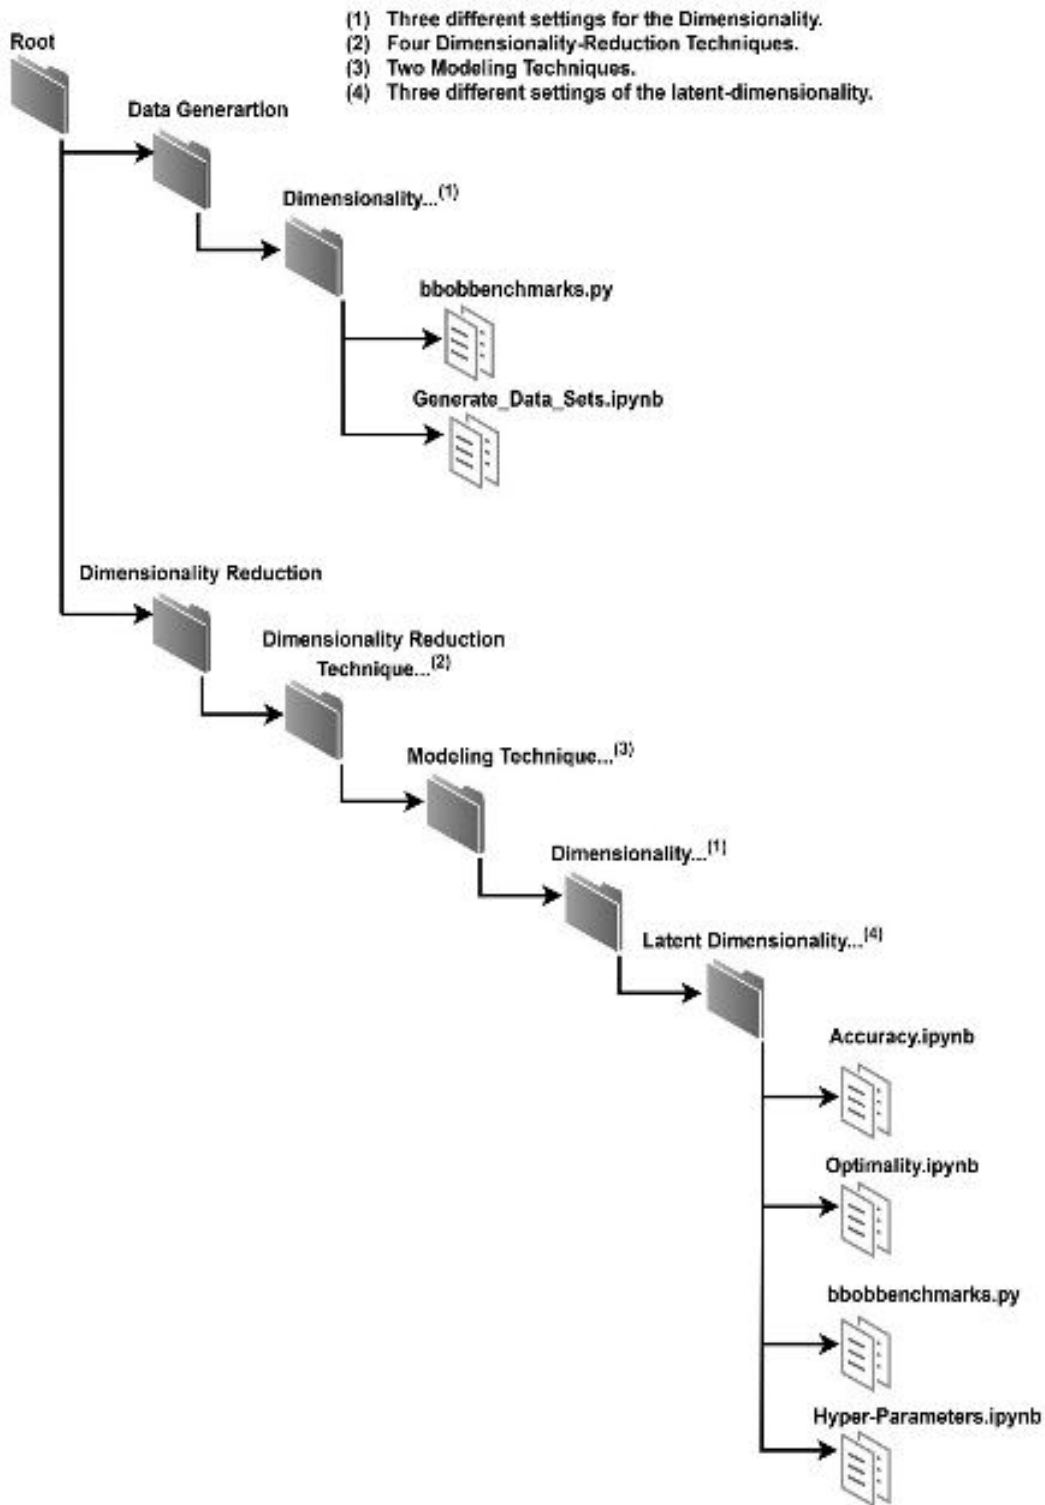 (1) Three different settings for the Dimensionality.
(2) Four Dimensionality-Reduction Techniques.
(3) Two Modeling Techniques.
(4) Three different settings of the latent-dimensionality.
Root
Data Generartion
Dimensionality...(1)
bbobbenchmarks.py
Generate_Data_Sets.ipynb
Dimensionality Reduction
Dimensionality Reduction
Technique...(2)
Modeling Technique...(3)
Dimensionality...(1)
Latent Dimensionality...(4)
Accuracy.ipynb
Optimality.ipynb
bbobbenchmarks.py
Hyper-Parameters.ipynb